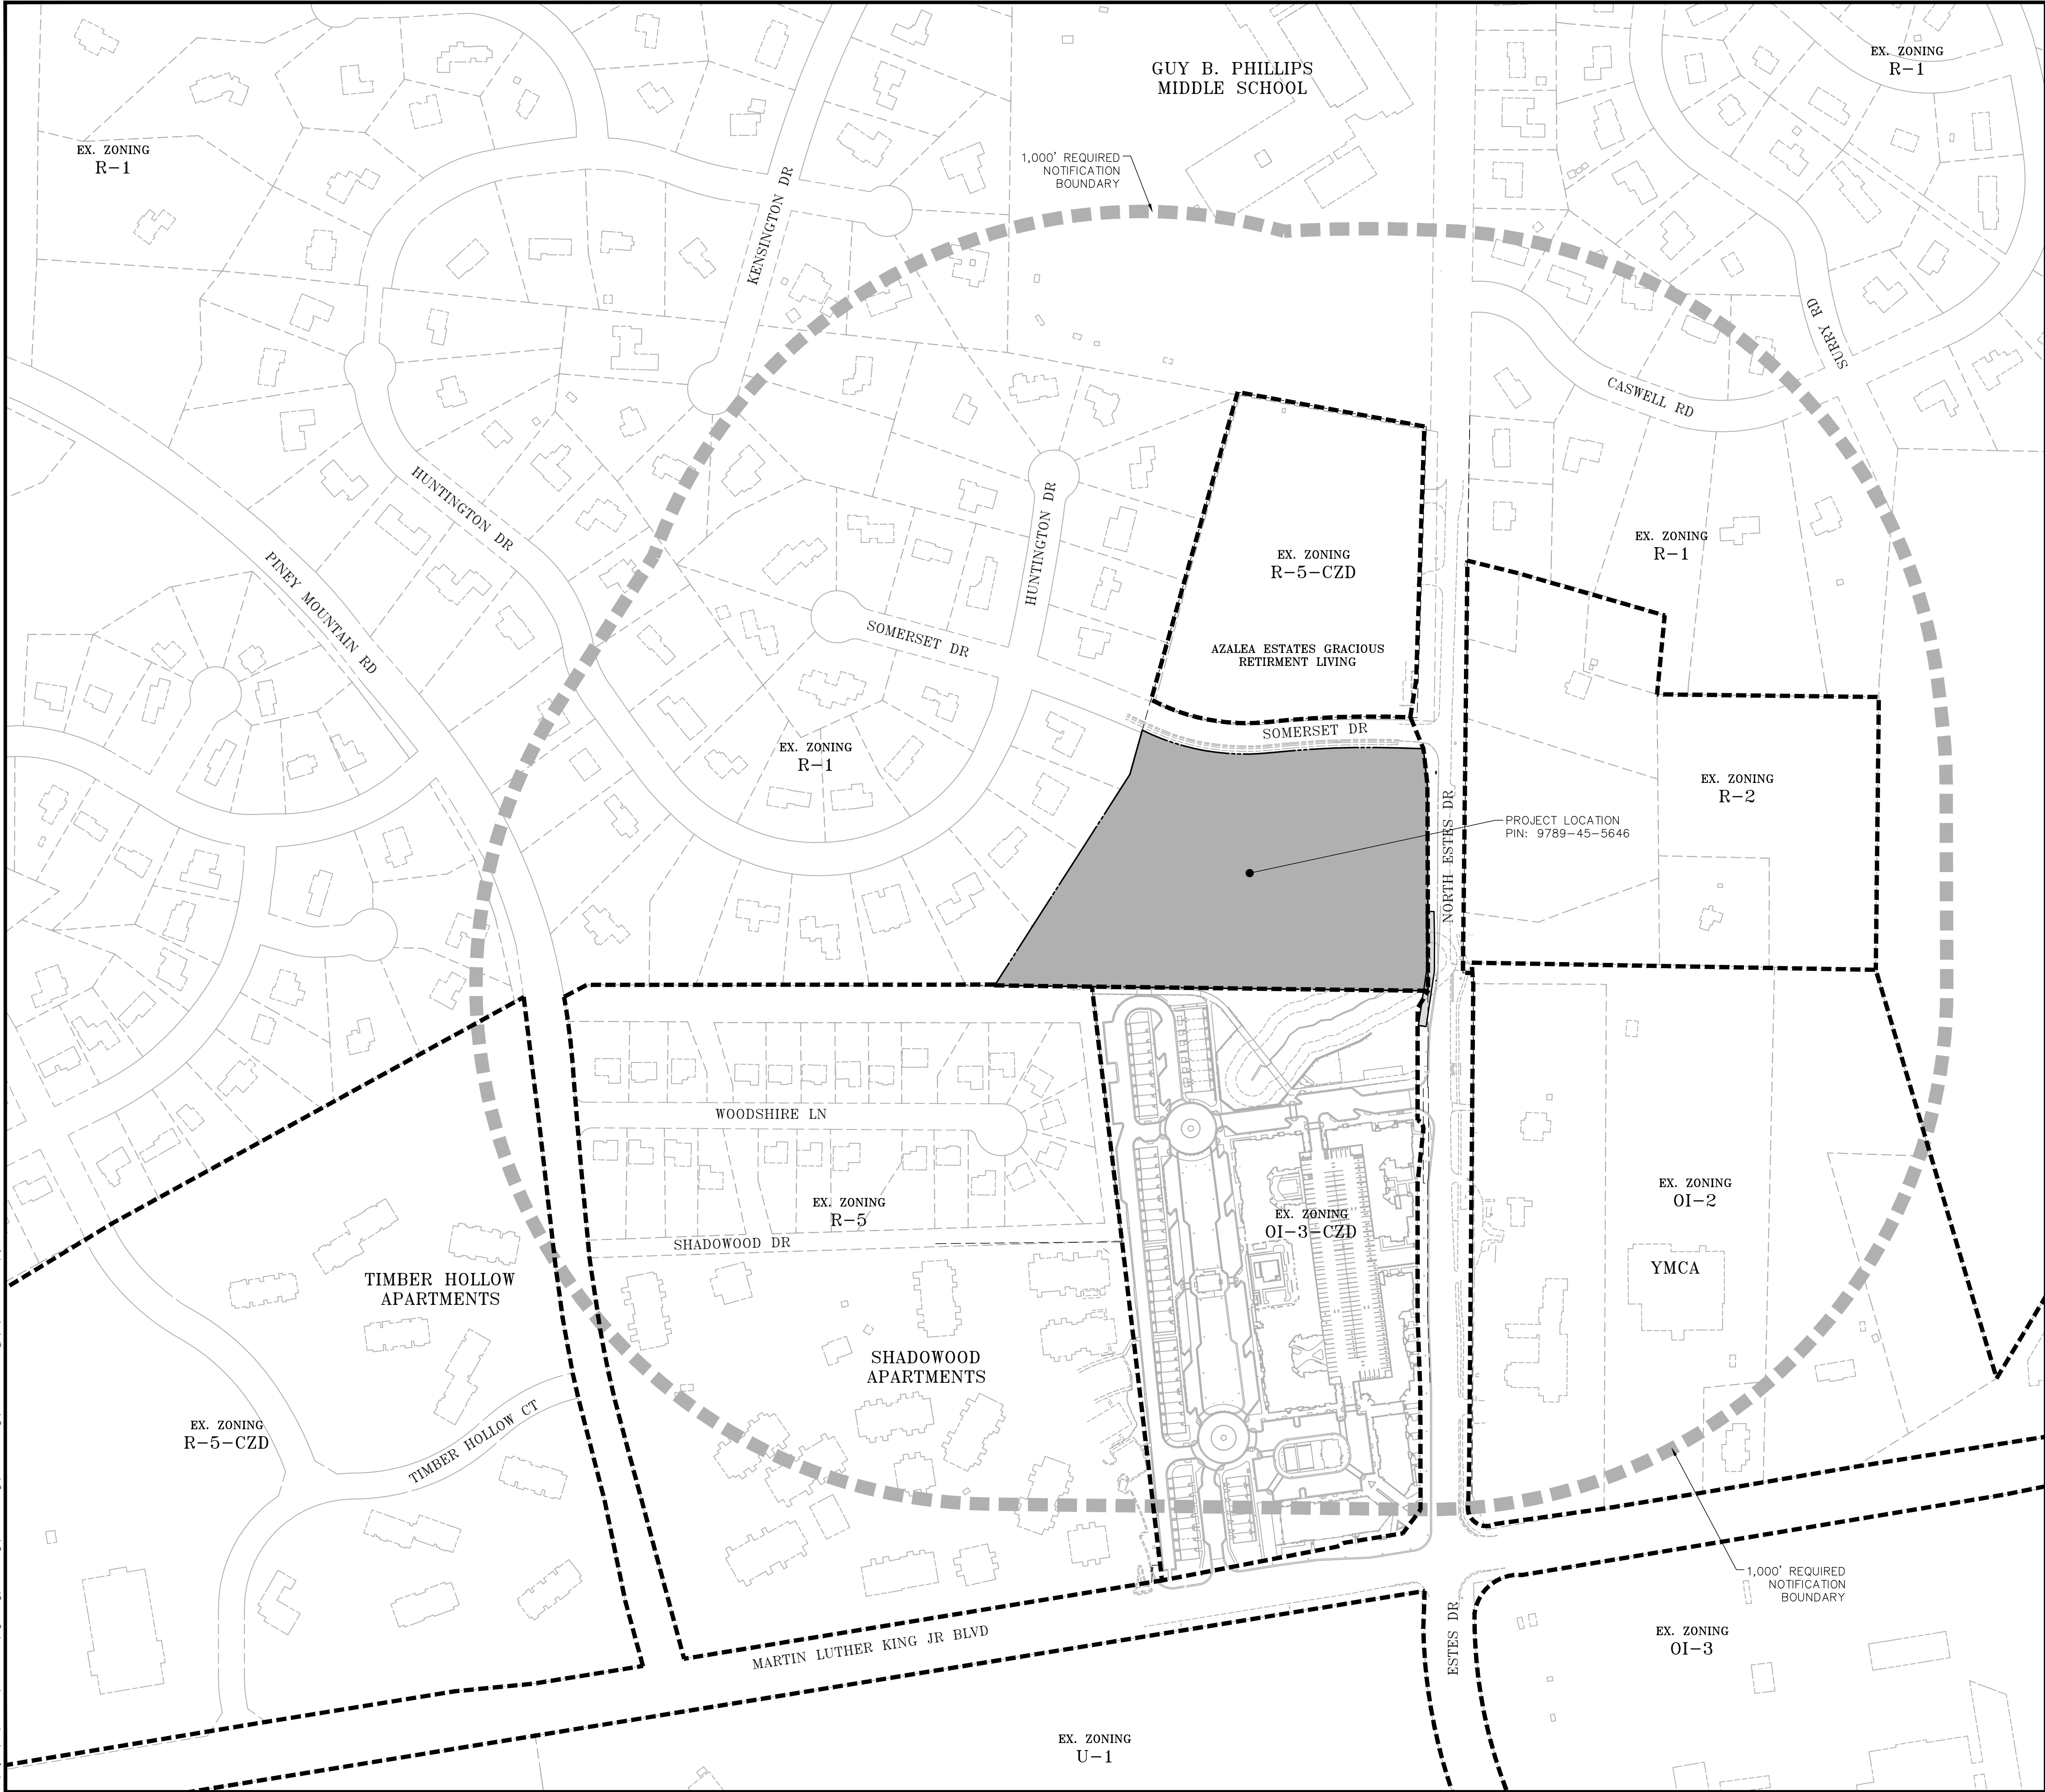 EX. ZONING
R-1
GUY B. PHILLIPS
MIDDLE SCHOOL
EX. ZONING
R-1
1,000' REQUIRED
NOTIFICATION
BOUNDARY
KENSINGTON DR
SURRY RD
CASWELL RD
HUNTINGTON DR
HUNTINGTON DR
PINEY MOUNTAIN RD
EX. ZONING
R-5-CZD
EX. ZONING
R-1
SOMERSET DR
AZALEA ESTATES GRACIOUS
RETIRMENT LIVING
SOMERSET DR
EX. ZONING
R-1
EX. ZONING
R-2
NORTH ESTES DR
PROJECT LOCATION
PIN: 9789-45-5646
WOODSHIRE LN
EX. ZONING
R-5
EX. ZONING
OI-3-CZD
EX. ZONING
OI-2
SHADOWOOD DR
YMCA
TIMBER HOLLOW
APARTMENTS
SHADOWOOD
APARTMENTS
EX. ZONING
R-5-CZD
TIMBER HOLLOW CT
1,000' REQUIRED
NOTIFICATION
BOUNDARY
MARTIN LUTHER KING JR BLVD
ESTES DR
EX. ZONING
OI-3
EX. ZONING
U-1